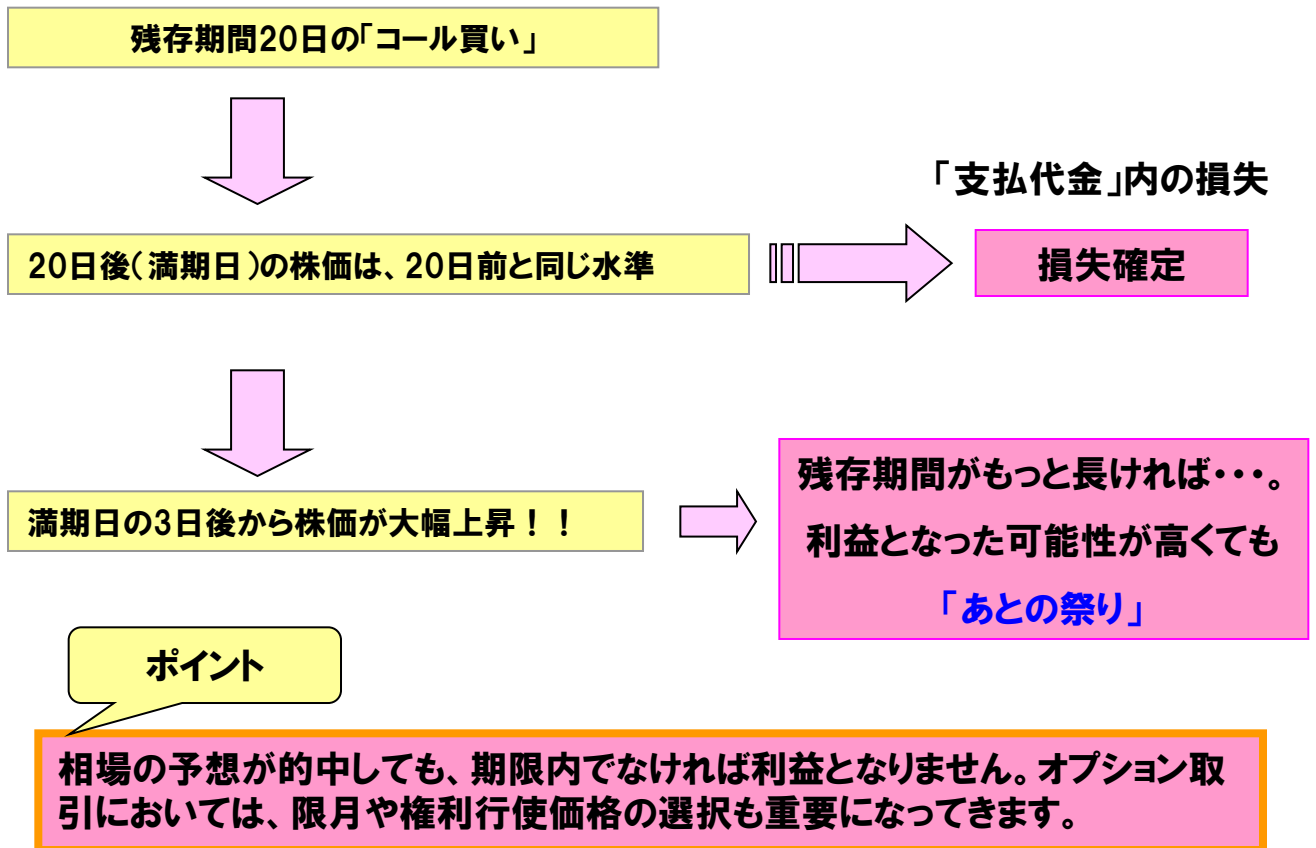 残存期間20日の「コール買い」
「支払代金」内の損失
20日後(満期日)の株価は、20日前と同じ水準
損失確定
満期日の3日後から株価が大幅上昇！！
残存期間がもっと長ければ・・・。
利益となった可能性が高くても
「あとの祭り」
ポイント
相場の予想が的中しても、期限内でなければ利益となりません。オプション取
引においては、限月や権利行使価格の選択も重要になってきます。